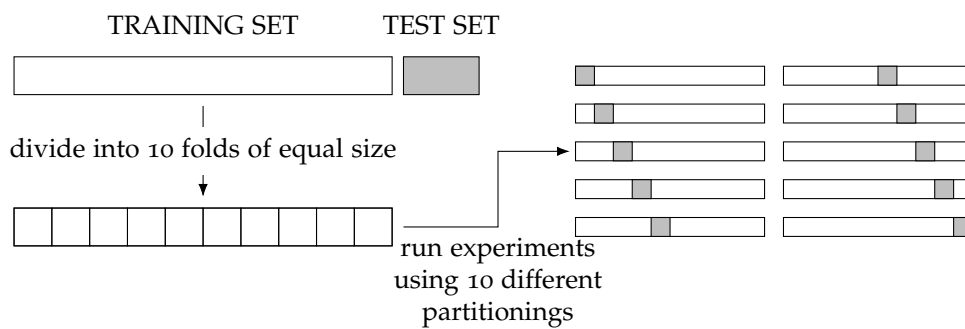 TRAINING SET
TEST SET
divide into 10 folds of equal size
run experiments
using 10 different
partitionings